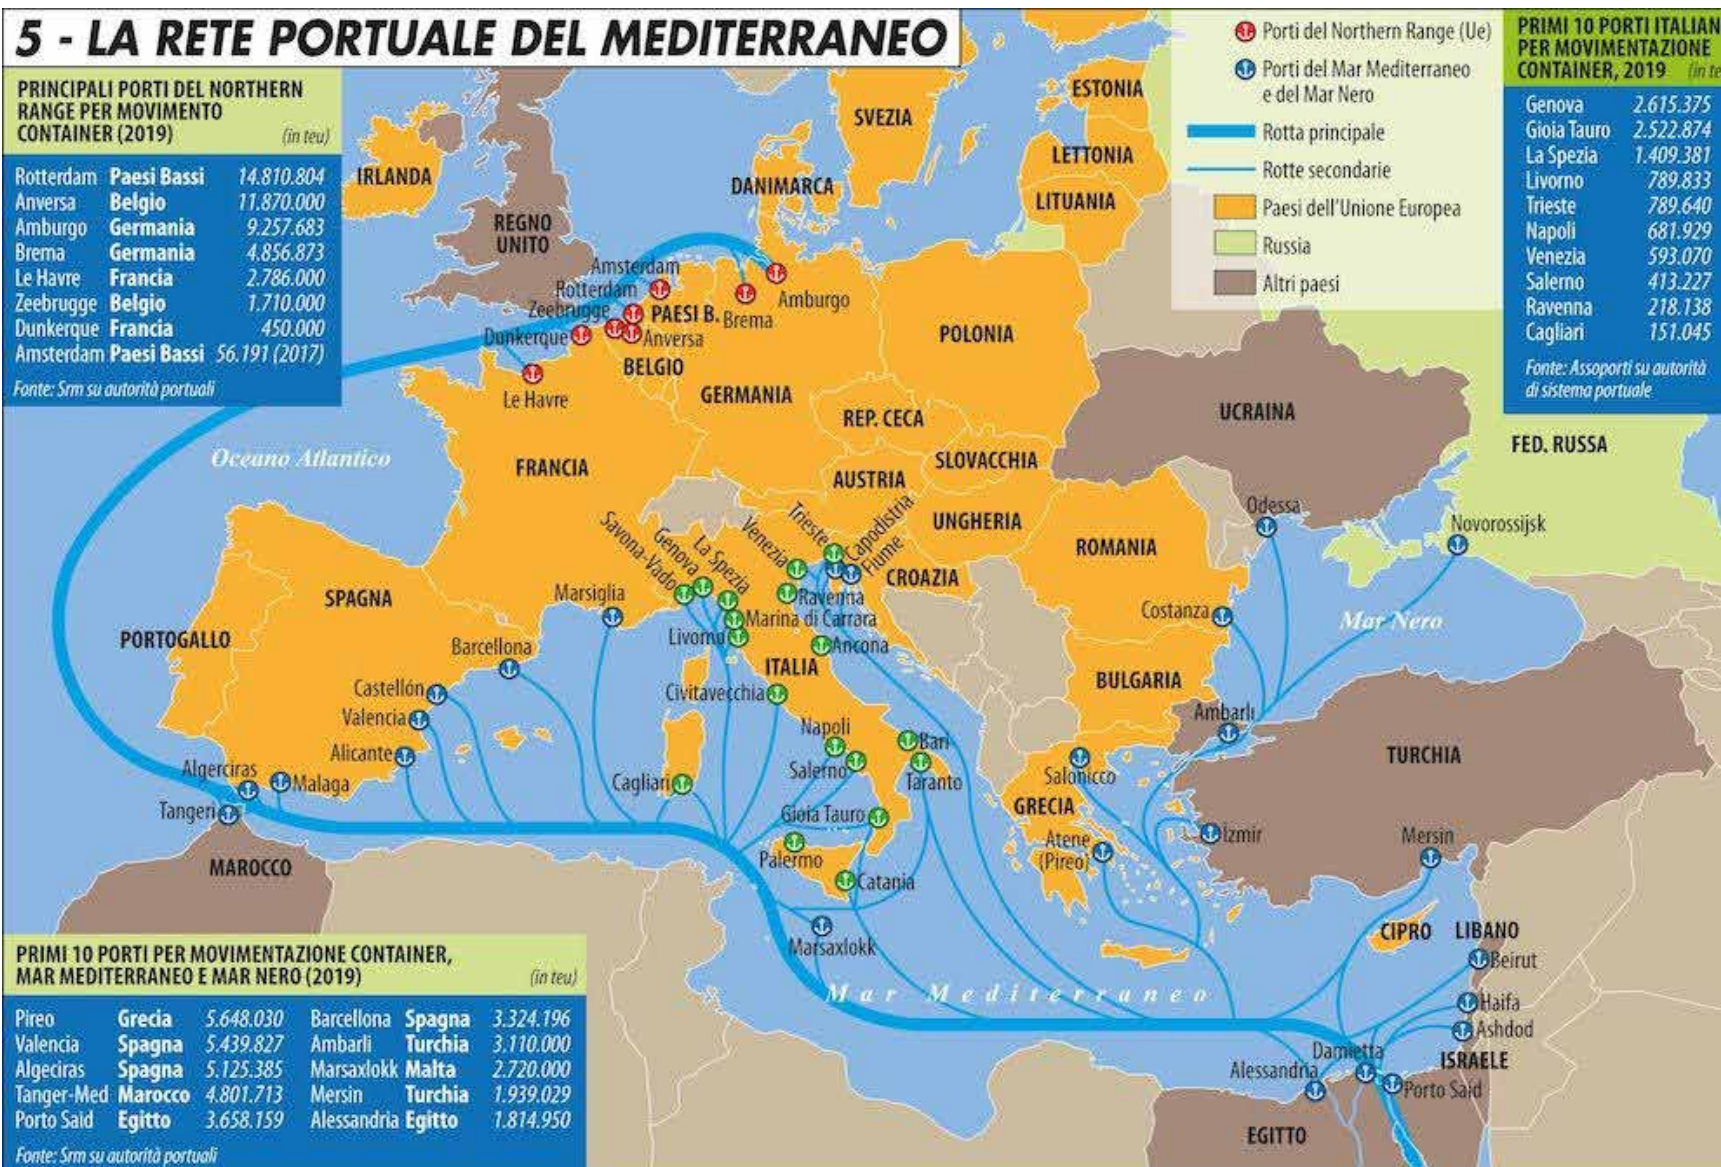 5 - LA RETE PORTUALE DEL MEDITERRANEO
PRINCIPALI PORTI DEL NORTHERN
RANGE PER MOVIMENTO
CONTAINER (2019) (in teu)
Rotterdam Paesi Bassi 14.810.804
Anversa Belgio 11.870.000
Amburgo Germania 9.257.683
Brema Germania 4.856.873
Le Havre Francia 2.786.000
Zeebrugge Belgio 1.710.000
Dunkerque Francia 450.000
Amsterdam Paesi Bassi 56.191 (2017)
Fonte: Srm su autorità portuali
Porti del Northern Range (Ue)
Porti del Mar Mediterraneo
e del Mar Nero
Rotta principale
Rotte secondarie
Paesi dell'Unione Europea
Russia
Altri paesi
PRIMI 10 PORTI ITALIAN
PER MOVIMENTAZIONE
CONTAINER, 2019 (in te
Genova 2.615.375
Gioia Tauro 2.522.874
La Spezia 1.409.381
Livorno 789.833
Trieste 789.640
Napoli 681.929
Venezia 593.070
Salerno 413.227
Ravenna 218.138
Cagliari 151.045
Fonte: Assoporti su autorità
di sistema portuale
IRLANDA
REGNO
UNITO
DANIMARCA
SVEZIA
ESTONIA
LETTONIA
LITUANIA
Amsterdam
Rotterdam
Zeebrugge
Dunkerque
PAESI B.
Brema
Amburgo
Anversa
BELGIO
Le Havre
GERMANIA
POLONIA
REP. CECA
UCRAINA
FED. RUSSA
Oceano Atlantico
FRANCIA
AUSTRIA
SLOVACCHIA
UNGHERIA
ROMANIA
Odessa
Novorossijsk
Savona-Vado
Genova
La Spezia
Venezia
Trieste
Capodistria
Fiume
CROAZIA
SPAGNA
PORTOGALLO
Marsiglia
Ravenna
Marina di Carrara
Livorno
Ancona
ITALIA
Costanza
Mar Nero
Barcellona
Castellón
Valencia
Alicante
Civitavecchia
BULGARIA
Ambarlı
Napoli
Salerno
Bari
Taranto
Salonicco
TURCHIA
Algerciras
Malaga
Tangeri
Cagliari
Gioia Tauro
GRECIA
Atene
(Pireo)
Izmir
Mersin
MAROCCO
Palermo
Catania
Marsaxlokk
CIPRO
LIBANO
Beirut
Mar Mediterraneo
Haifa
Ashdod
ISRAELE
Damietta
Alessandria
Porto Said
EGITTO
PRIMI 10 PORTI PER MOVIMENTAZIONE CONTAINER,
MAR MEDITERRANEO E MAR NERO (2019) (in teu)
Pireo Grecia 5.648.030 Barcellona Spagna 3.324.196
Valencia Spagna 5.439.827 Ambarli Turchia 3.110.000
Algeciras Spagna 5.125.385 Marsaxlokk Malta 2.720.000
Tanger-Med Marocco 4.801.713 Mersin Turchia 1.939.029
Porto Said Egitto 3.658.159 Alessandria Egitto 1.814.950
Fonte: Srm su autorità portuali